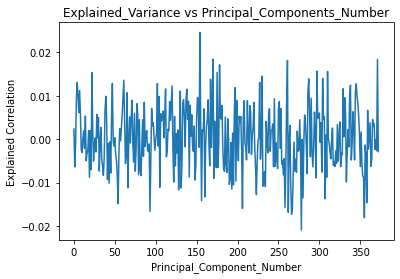 Explained_Variance vs Principal_Components_Number
Explained Correlation
0.02
0.01
0.00
−0.01
−0.02
0 50 100 150 200 250 300 350
Principal_Component_Number